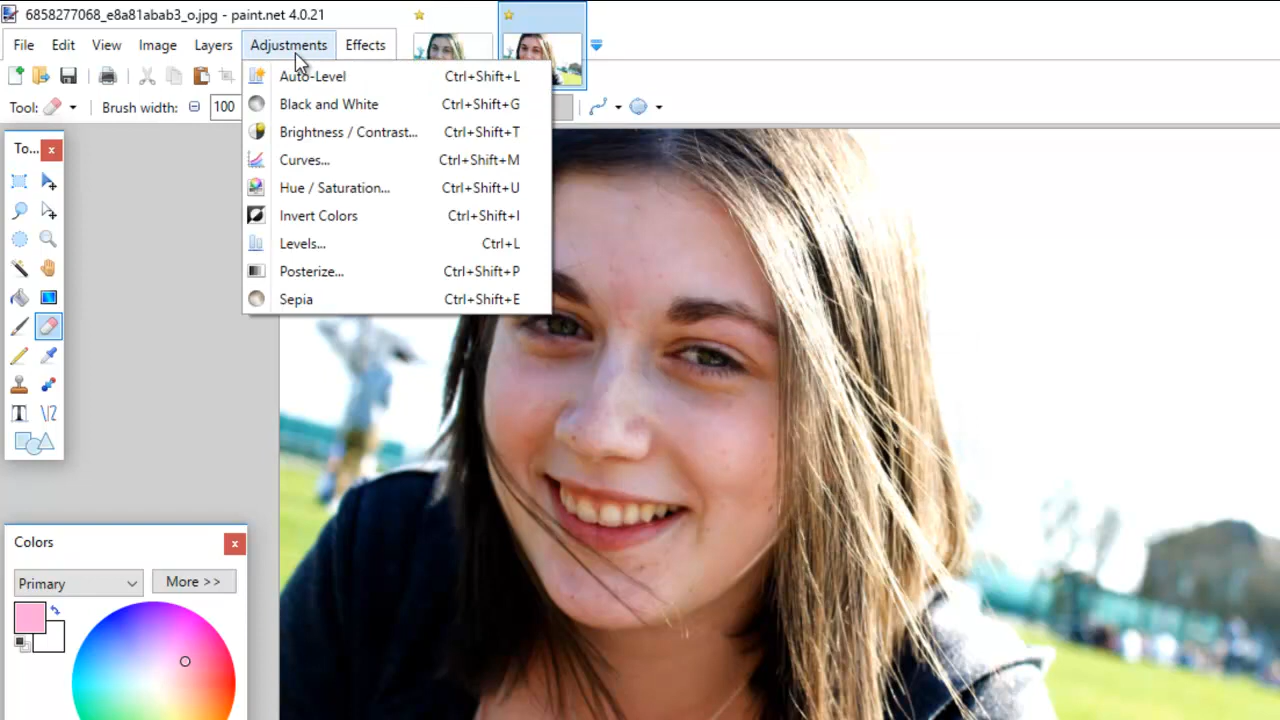 6858277068_e8a81abab3_o.jpg - paint.net 4.0.21
File Edit View Image Layers Adjustments Effects
Tool: Brush width: 100
Auto-Level Ctrl+Shift+L
Black and White Ctrl+Shift+G
Brightness / Contrast... Ctrl+Shift+T
Curves... Ctrl+Shift+M
Hue / Saturation... Ctrl+Shift+U
Invert Colors Ctrl+Shift+I
Levels... Ctrl+L
Posterize... Ctrl+Shift+P
Sepia Ctrl+Shift+E
To...
Colors
Primary More >>